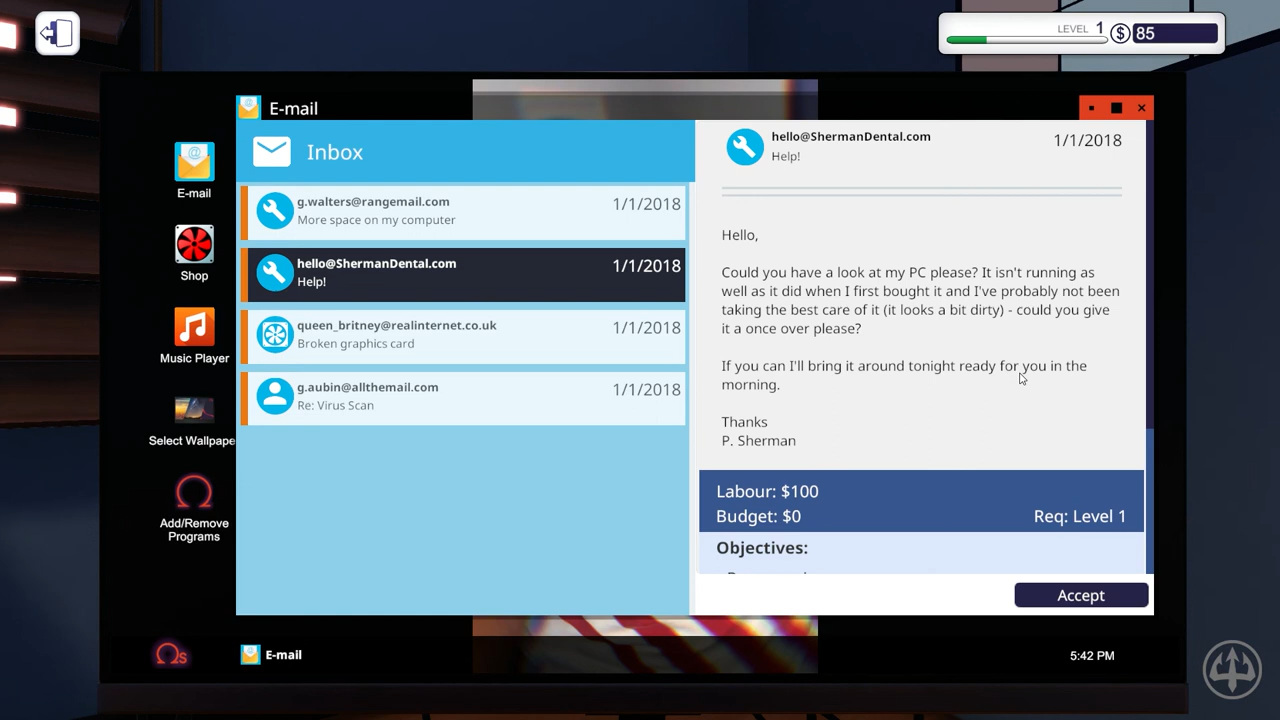 LEVEL 1
$ 85
E-mail
Inbox
g.walters@rangemail.com 1/1/2018
More space on my computer
hello@ShermanDental.com 1/1/2018
Help!
queen_britney@realinternet.co.uk 1/1/2018
Broken graphics card
g.aubin@allthemail.com 1/1/2018
Re: Virus Scan
hello@ShermanDental.com 1/1/2018
Help!
Hello,
Could you have a look at my PC please? It isn't running as
well as it did when I first bought it and I've probably not been
taking the best care of it (it looks a bit dirty) - could you give
it a once over please?
If you can I'll bring it around tonight ready for you in the
morning.
Thanks
P. Sherman
Labour: $100
Budget: $0 Req: Level 1
Objectives:
Accept
E-mail
Shop
Music Player
Select Wallpape
Add/Remove
Programs
Ωs
E-mail
5:42 PM